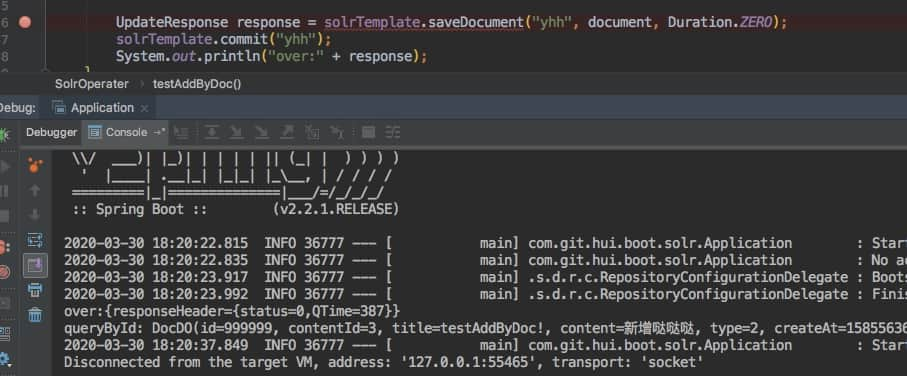 5
6 UpdateResponse response = solrTemplate.saveDocument("yhh", document, Duration.ZERO);
7 solrTemplate.commit("yhh");
8 System.out.println("over:" + response);
}
SolrOperater › testAddByDoc()
Debug: Application ×
Debugger Console
:: Spring Boot :: (v2.2.1.RELEASE)
2020-03-30 18:20:22.815 INFO 36777 --- [ main] com.git.hui.boot.solr.Application : Star
2020-03-30 18:20:22.835 INFO 36777 --- [ main] com.git.hui.boot.solr.Application : No a
2020-03-30 18:20:23.917 INFO 36777 --- [ main] .s.d.r.c.RepositoryConfigurationDelegate : Boots
2020-03-30 18:20:23.992 INFO 36777 --- [ main] .s.d.r.c.RepositoryConfigurationDelegate : Finis
over:{responseHeader={status=0,QTime=387}}
queryById: DocDO(id=999999, contentId=3, title=testAddByDoc!, content=新增哒哒哒, type=2, createAt=15855636
2020-03-30 18:20:37.849 INFO 36777 --- [ main] com.git.hui.boot.solr.Application : Star
Disconnected from the target VM, address: '127.0.0.1:55465', transport: 'socket'